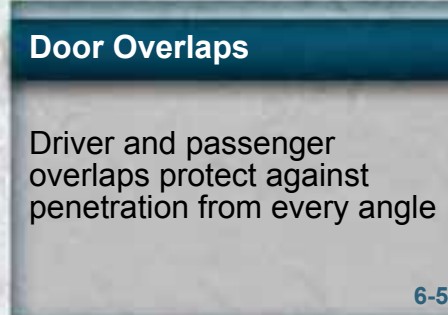 Door Overlaps
Driver and passenger
overlaps protect against
penetration from every angle
6-5